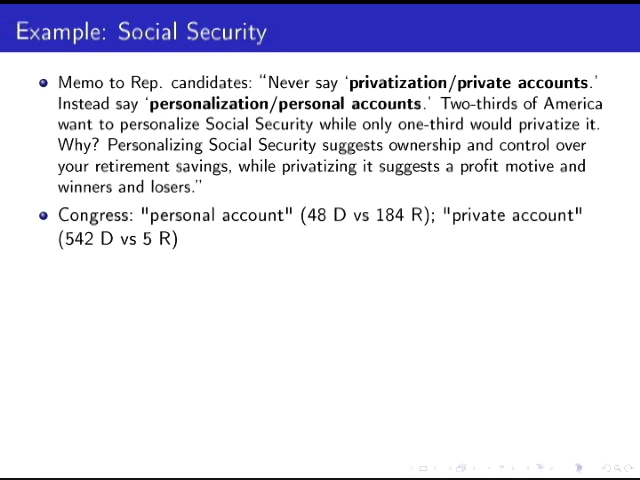 Example: Social Security
Memo to Rep. candidates: “Never say ‘privatization/private accounts.’
Instead say ‘personalization/personal accounts.’ Two-thirds of America
want to personalize Social Security while only one-third would privatize it.
Why? Personalizing Social Security suggests ownership and control over
your retirement savings, while privatizing it suggests a profit motive and
winners and losers.”
Congress: "personal account" (48 D vs 184 R); "private account"
(542 D vs 5 R)